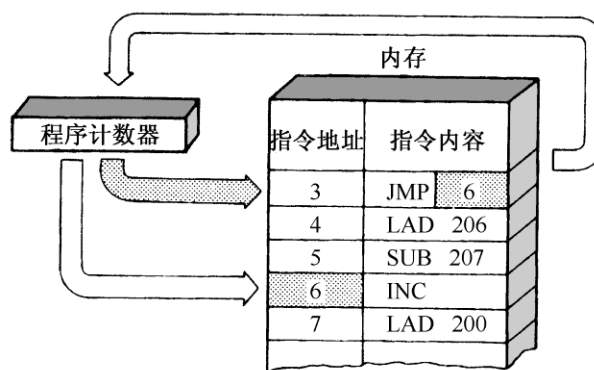 内存
程序计数器
指令地址 指令内容
3 JMP 6
4 LAD 206
5 SUB 207
6 INC
7 LAD 200